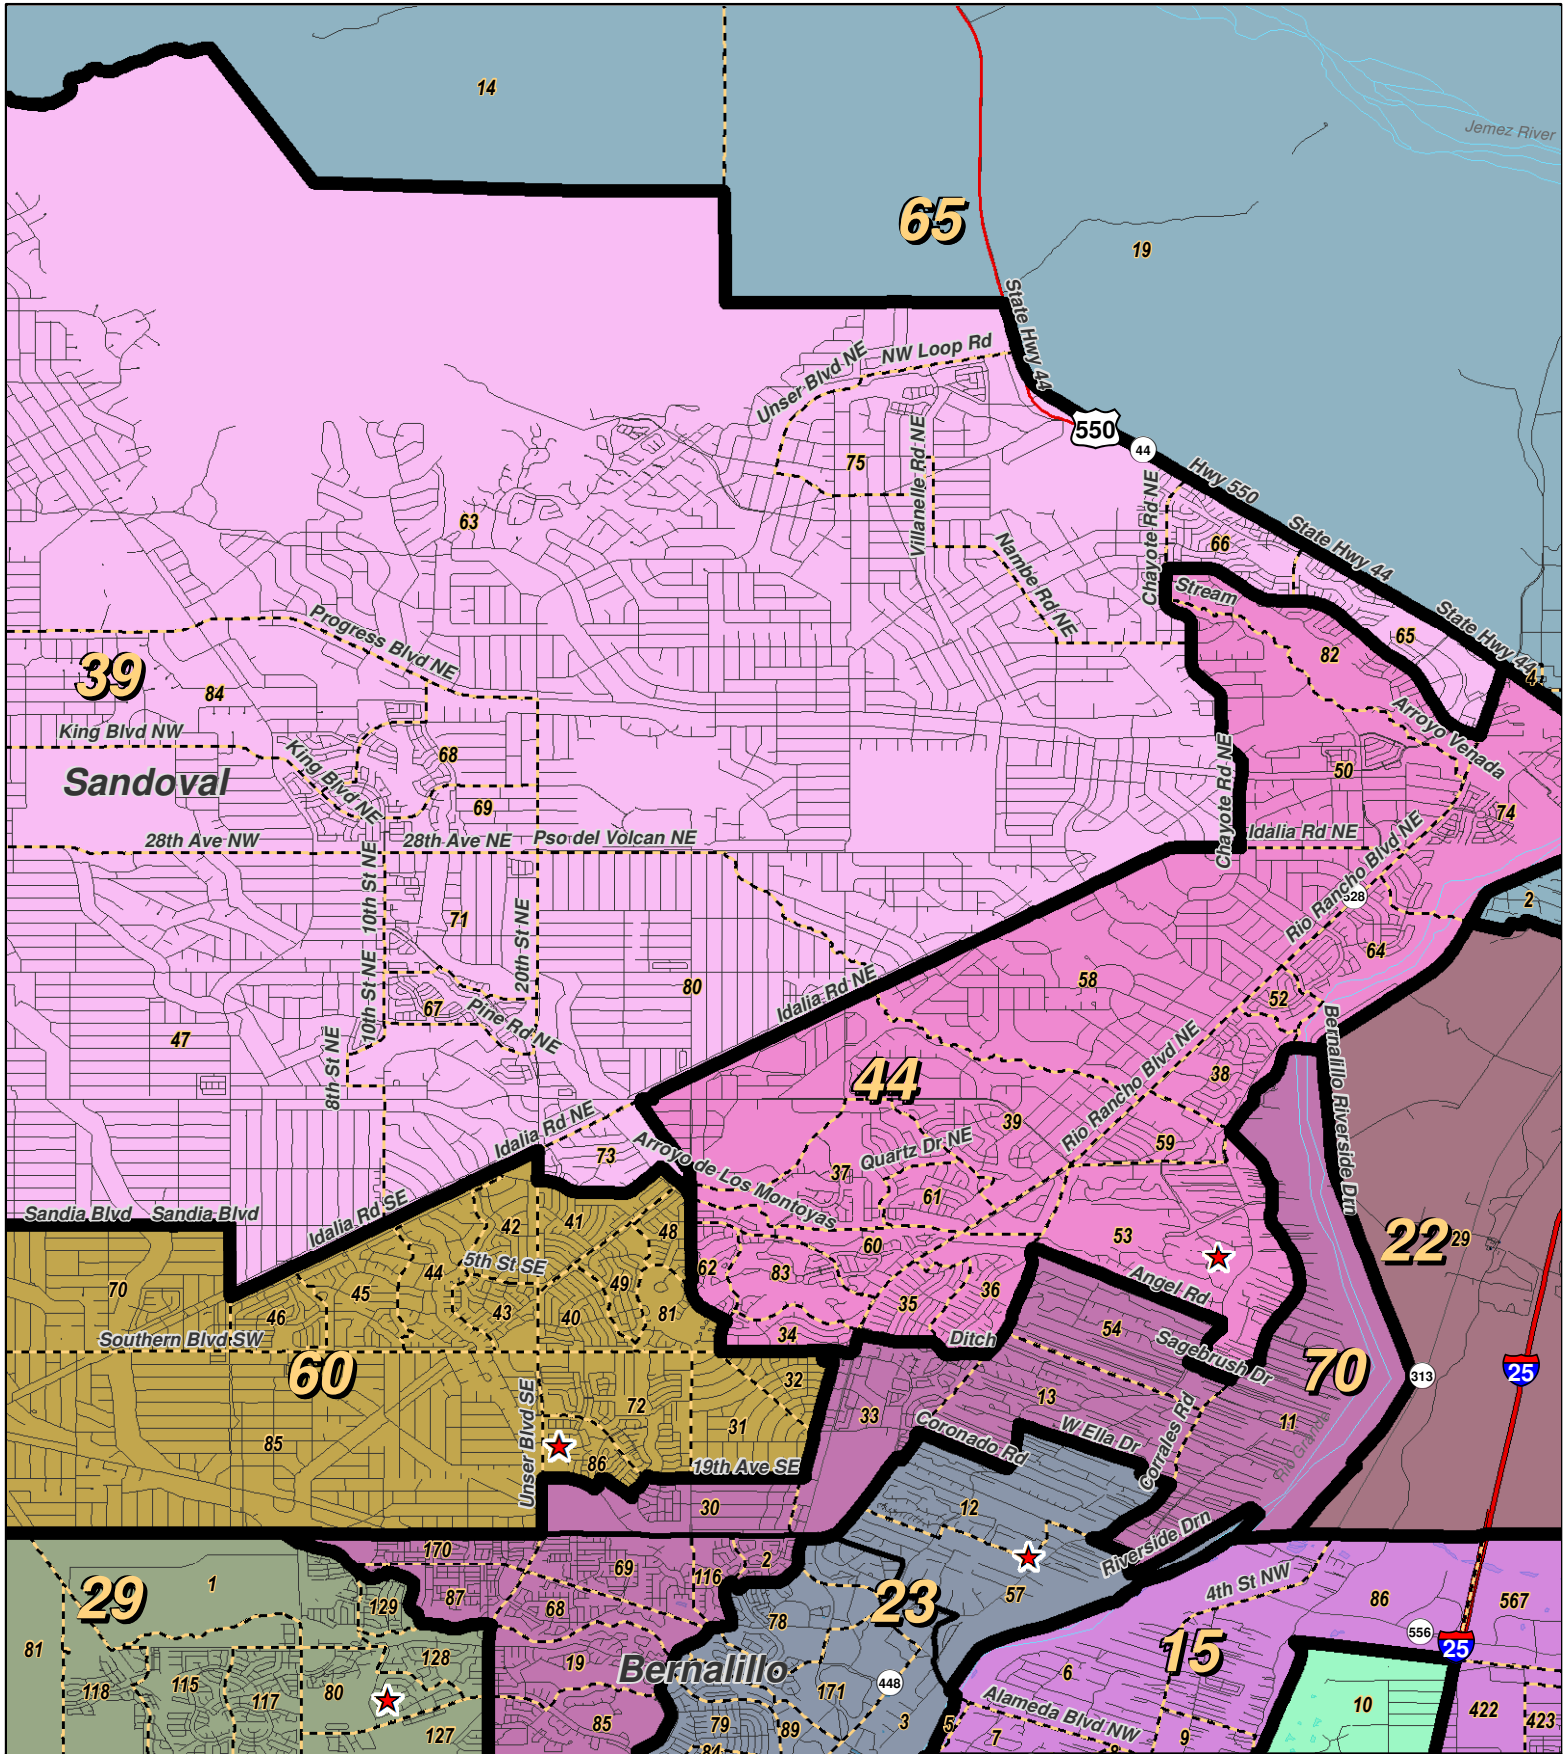 14
Jemez River
65
19
State Hwy 44
NW Loop Rd
Unser Blvd NE
550
44
Hwy 550
75
Villanelle Rd NE
Chayote Rd NE
63
State Hwy 44
66
Nambe Rd NE
Stream
State Hwy 44
Progress Blvd NE
65
82
39
84
4
Arroyo Venada
King Blvd NW
King Blvd NE
68
Chayote Rd NE
50
Sandoval
69
74
28th Ave NW
28th Ave NE
Pso del Volcan NE
Idalia Rd NE
10th St NE
Rio Rancho Blvd NE
528
2
71
20th St NE
64
10th St NE
80
Idalia Rd NE
58
52
67
Pine Rd NE
Bernalillo Riverside Drn
47
8th St NE
44
Rio Rancho Blvd NE
38
Idalia Rd NE
39
73
Arroyo de Los Montoyas
Quartz Dr NE
59
37
61
Sandia Blvd
Sandia Blvd
Idalia Rd SE
42
41
48
60
53
22
29
5th St SE
44
62
83
70
45
49
Angel Rd
36
46
43
40
81
35
34
Ditch
54
Southern Blvd SW
Sagebrush Dr
60
70
313
25
32
72
13
Unser Blvd SE
31
33
Coronado Rd
W Ella Dr
Corrales Rd
11
85
86
19th Ave SE
Rio Grande
30
12
Riverside Drn
170
69
2
116
4th St NW
29
1
129
87
68
78
23
57
86
567
556
25
15
81
128
19
Bernalillo
6
118
115
117
80
171
448
10
127
85
79
89
3
5
Alameda Blvd NW
7
9
422
423
84
8